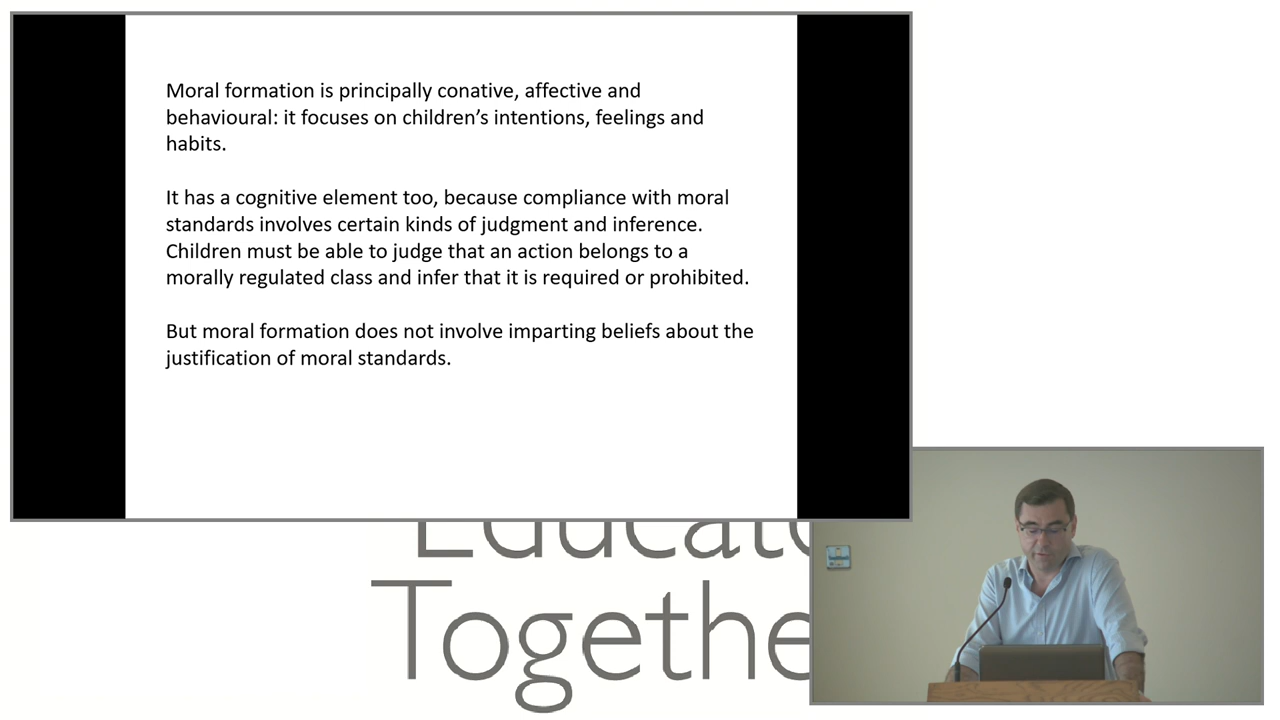 Moral formation is principally conative, affective and
behavioural: it focuses on children's intentions, feelings and
habits.
It has a cognitive element too, because compliance with moral
standards involves certain kinds of judgment and inference.
Children must be able to judge that an action belongs to a
morally regulated class and infer that it is required or prohibited.
But moral formation does not involve imparting beliefs about the
justification of moral standards.